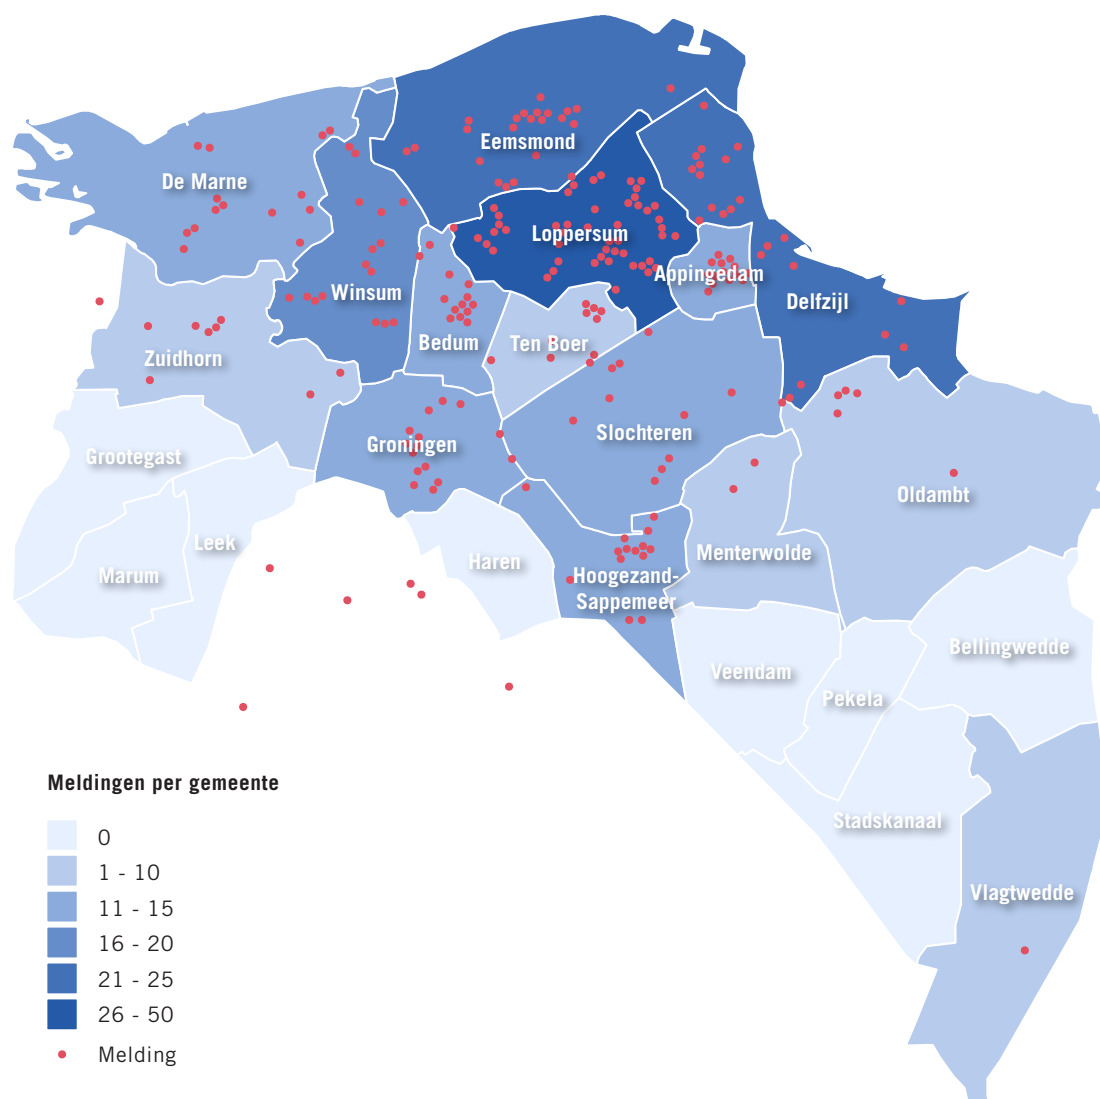 Eemsmond
De Marne
Loppersum
Appingedam
Winsum
Delfzijl
Bedum
Ten Boer
Zuidhorn
Slochteren
Groningen
Grootegast
Oldambt
Leek
Menterwolde
Haren
Marum
Hoogezand-
Sappemeer
Bellingwedde
Veendam
Pekela
Meldingen per gemeente
Stadskanaal
0
1 - 10
Vlagtwedde
11 - 15
16 - 20
21 - 25
26 - 50
Melding